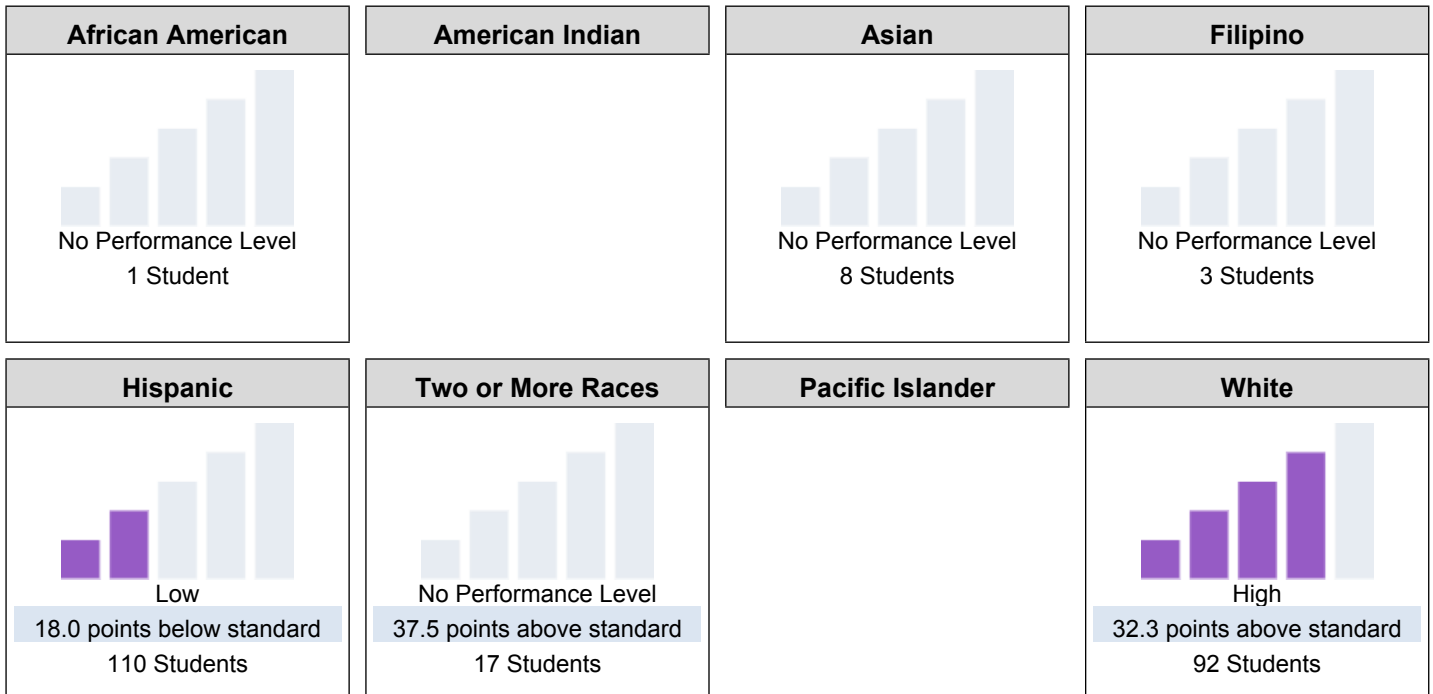 African American
No Performance Level
1 Student
American Indian
Asian
No Performance Level
8 Students
Filipino
No Performance Level
3 Students
Hispanic
Low
18.0 points below standard
110 Students
Two or More Races
No Performance Level
37.5 points above standard
17 Students
Pacific Islander
White
High
32.3 points above standard
92 Students